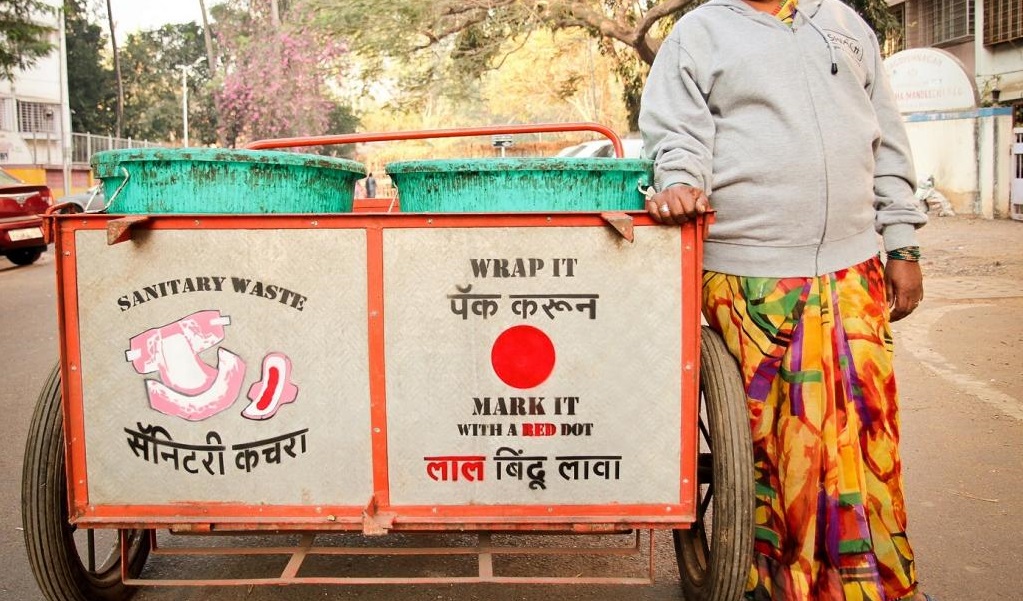 SANITARY WASTE
सॅनिटरी कचरा
WRAP IT
पॅक करून
MARK IT
WITH A RED DOT
लाल बिंदू लावा